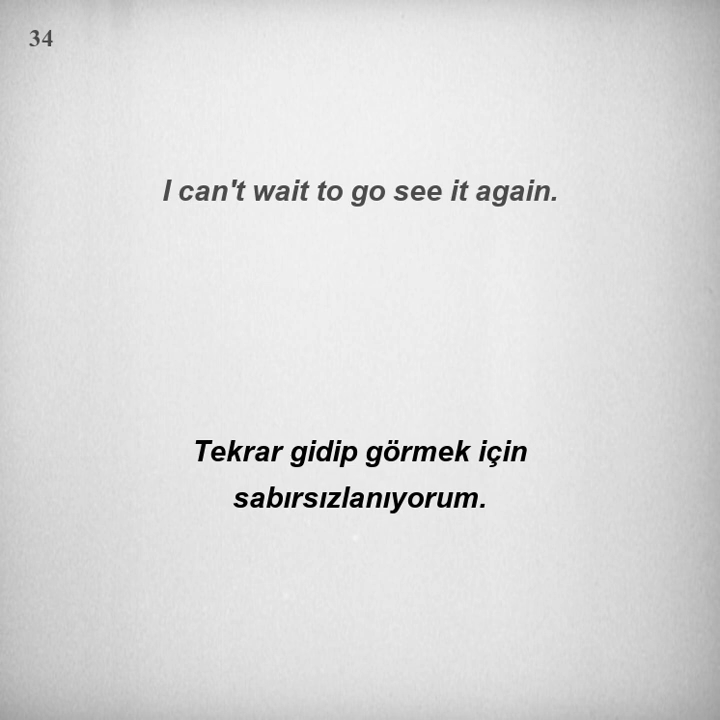 34
I can't wait to go see it again.
Tekrar gidip görmek için
sabırsızlanıyorum.